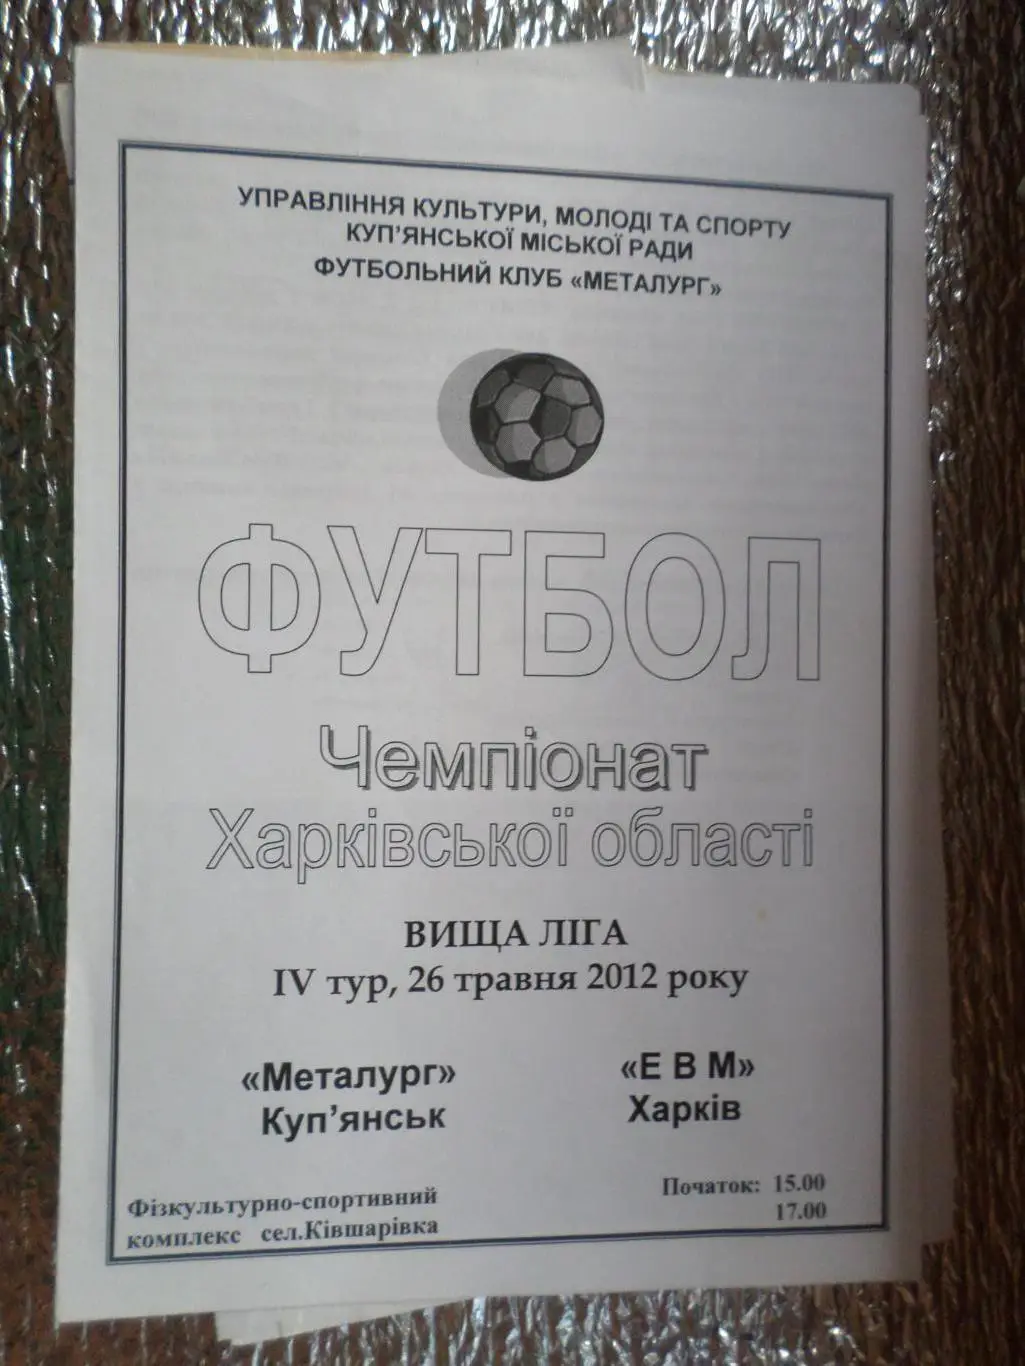 УПРАВЛІННЯ КУЛЬТУРИ, МОЛОДІ ТА СПОРТУ
КУП'ЯНСЬКОЇ МІСЬКОЇ РАДИ
ФУТБОЛЬНИЙ КЛУБ «МЕТАЛУРГ»
ФУТБОЛ
Чемпіонат
Харківської області
ВИЩА ЛІГА
IV тур, 26 травня 2012 року
«Металург»
Куп'янськ
«Е В М»
Харків
Фізкультурно-спортивний
комплекс сел.Ківшарівка
Початок: 15.00
17.00